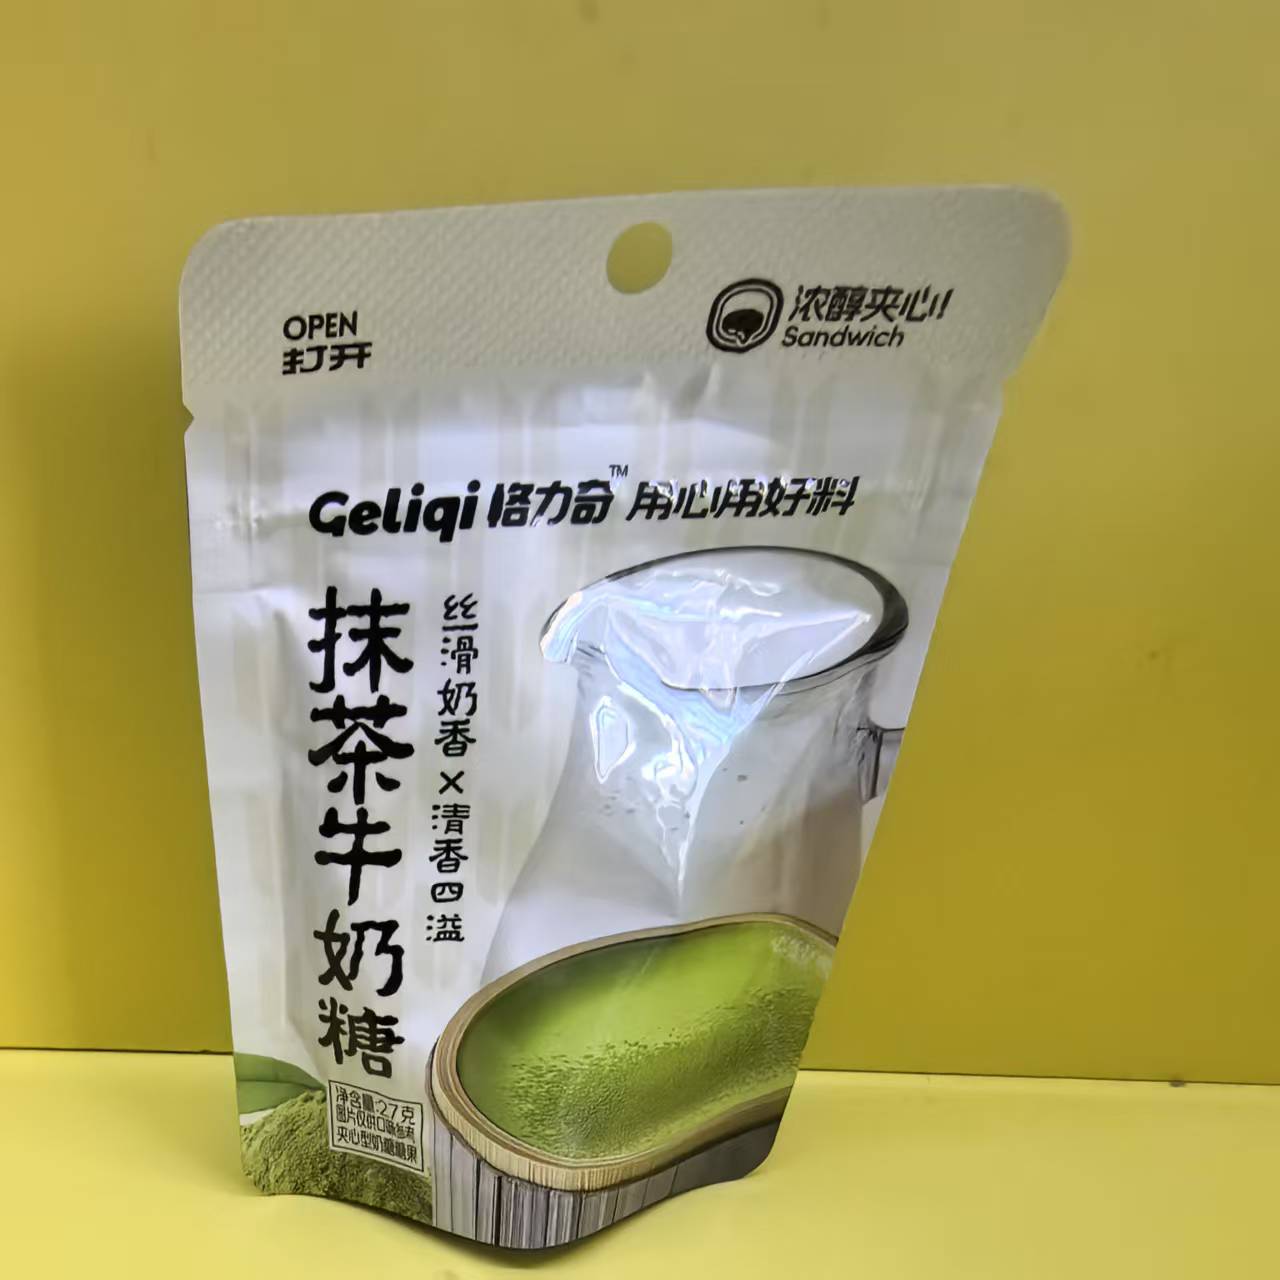 OPEN
打开
浓醇夹心!
Sandwich
Geliqi 格力奇™ 用心用好料
抹茶牛奶糖
丝滑奶香×清香四溢
净含量:27克
图片仅供口味参考
夹心型奶糖糖果